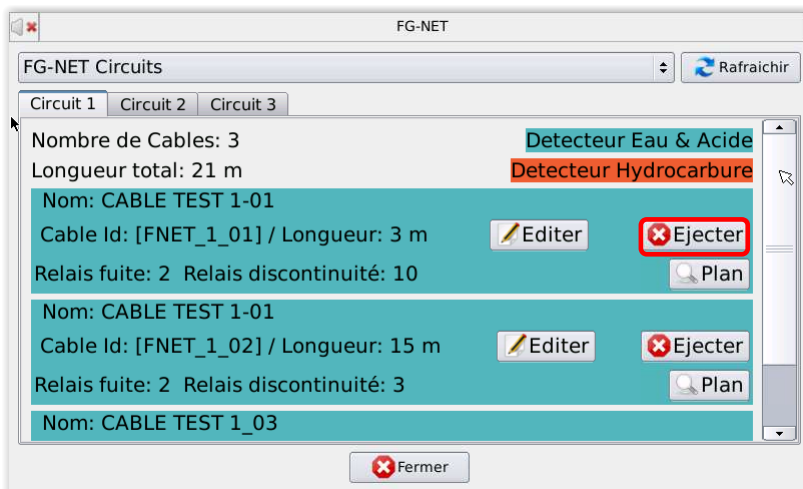 FG-NET
FG-NET Circuits Rafraichir
Circuit 1 Circuit 2 Circuit 3
Nombre de Cables: 3 Detecteur Eau & Acide
Longueur total: 21 m Detecteur Hydrocarbure
Nom: CABLE TEST 1-01
Cable Id: [FNET_1_01] / Longueur: 3 m Editer Ejecter
Relais fuite: 2 Relais discontinuité: 10 Plan
Nom: CABLE TEST 1-01
Cable Id: [FNET_1_02] / Longueur: 15 m Editer Ejecter
Relais fuite: 2 Relais discontinuité: 3 Plan
Nom: CABLE TEST 1_03
Fermer